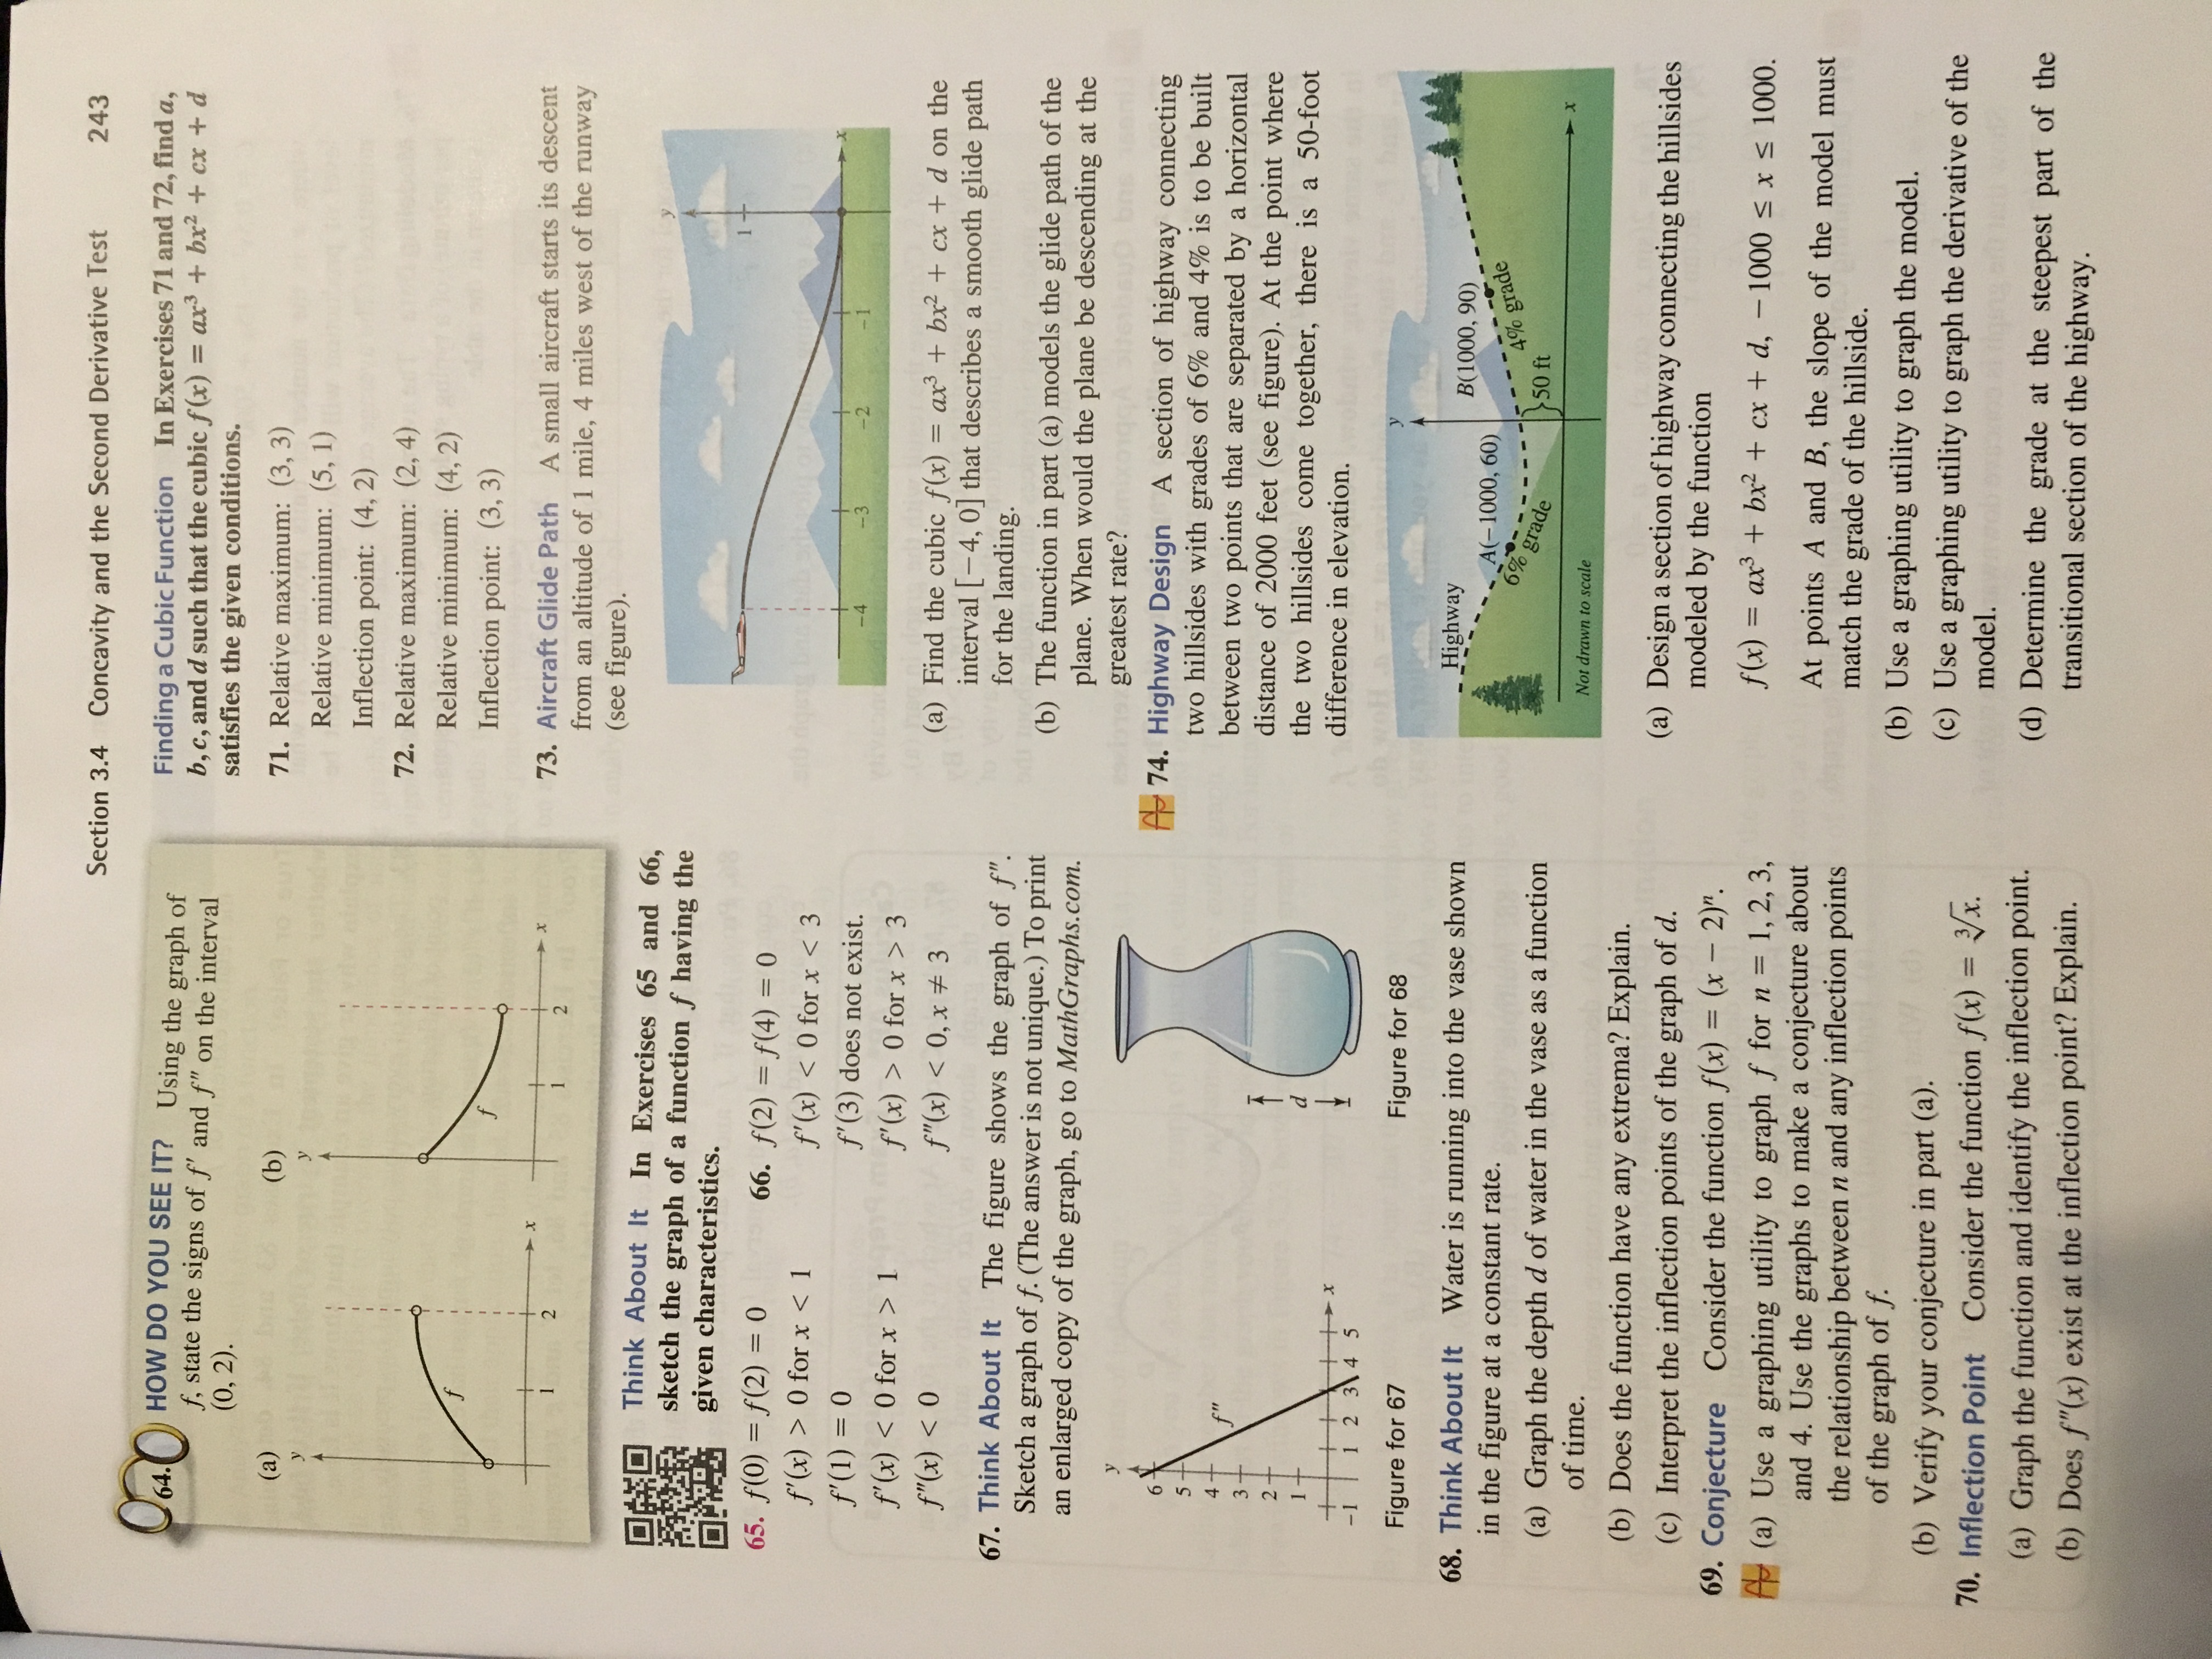 Section 3.4 Concavity and the Second Derivative Test 243
64. HOW DO YOU SEE IT? Using the graph of
f, state the signs of f′ and f″ on the interval
(0, 2).
(a) (b)
y y
f f
x x
1 2 1 2
Think About It In Exercises 65 and 66,
sketch the graph of a function f having the
given characteristics.
65. f(0) = f(2) = 0
f′(x) > 0 for x < 1
f′(1) = 0
f′(x) < 0 for x > 1
f″(x) < 0
66. f(2) = f(4) = 0
f′(x) < 0 for x < 3
f′(3) does not exist.
f′(x) > 0 for x > 3
f″(x) < 0, x ≠ 3
67. Think About It The figure shows the graph of f″.
Sketch a graph of f. (The answer is not unique.) To print
an enlarged copy of the graph, go to MathGraphs.com.
y
6
5
4
3
2
1
f″
x
−1 1 2 3 4 5
d
Figure for 67 Figure for 68
68. Think About It Water is running into the vase shown
in the figure at a constant rate.
(a) Graph the depth d of water in the vase as a function
of time.
(b) Does the function have any extrema? Explain.
(c) Interpret the inflection points of the graph of d.
69. Conjecture Consider the function f(x) = (x − 2)ⁿ.
(a) Use a graphing utility to graph f for n = 1, 2, 3,
and 4. Use the graphs to make a conjecture about
the relationship between n and any inflection points
of the graph of f.
(b) Verify your conjecture in part (a).
70. Inflection Point Consider the function f(x) = ∛x.
(a) Graph the function and identify the inflection point.
(b) Does f″(x) exist at the inflection point? Explain.
Finding a Cubic Function In Exercises 71 and 72, find a,
b, c, and d such that the cubic f(x) = ax³ + bx² + cx + d
satisfies the given conditions.
71. Relative maximum: (3, 3)
Relative minimum: (5, 1)
Inflection point: (4, 2)
72. Relative maximum: (2, 4)
Relative minimum: (4, 2)
Inflection point: (3, 3)
73. Aircraft Glide Path A small aircraft starts its descent
from an altitude of 1 mile, 4 miles west of the runway
(see figure).
y
1
x
−4 −3 −2 −1
(a) Find the cubic f(x) = ax³ + bx² + cx + d on the
interval [−4, 0] that describes a smooth glide path
for the landing.
(b) The function in part (a) models the glide path of the
plane. When would the plane be descending at the
greatest rate?
74. Highway Design A section of highway connecting
two hillsides with grades of 6% and 4% is to be built
between two points that are separated by a horizontal
distance of 2000 feet (see figure). At the point where
the two hillsides come together, there is a 50-foot
difference in elevation.
y
Highway
A(−1000, 60)
B(1000, 90)
6% grade
4% grade
50 ft
x
Not drawn to scale
(a) Design a section of highway connecting the hillsides
modeled by the function
f(x) = ax³ + bx² + cx + d, −1000 ≤ x ≤ 1000.
At points A and B, the slope of the model must
match the grade of the hillside.
(b) Use a graphing utility to graph the model.
(c) Use a graphing utility to graph the derivative of the
model.
(d) Determine the grade at the steepest part of the
transitional section of the highway.